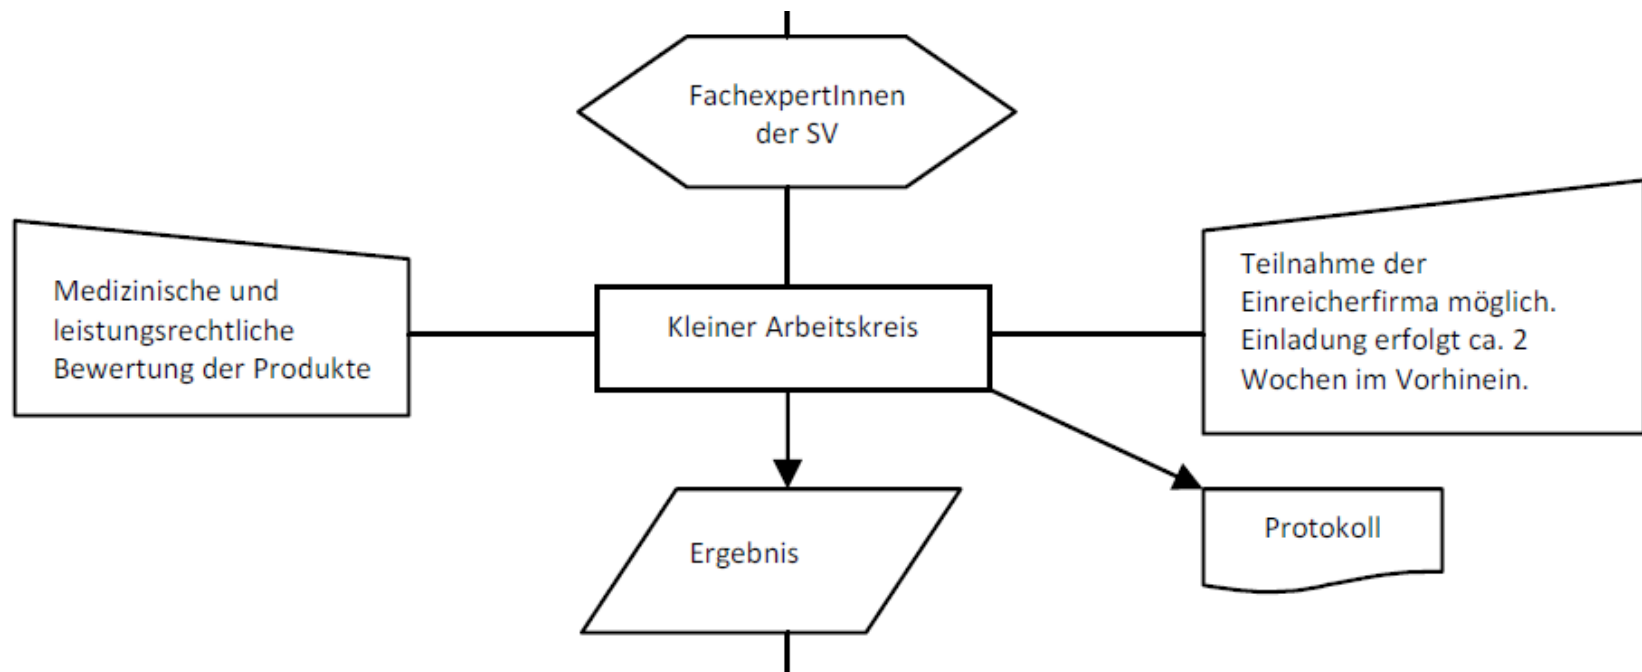 FachexpertInnen
der SV
Medizinische und
leistungsrechtliche
Bewertung der Produkte
Kleiner Arbeitskreis
Teilnahme der
Einreicherfirma möglich.
Einladung erfolgt ca. 2
Wochen im Vorhinein.
Ergebnis
Protokoll